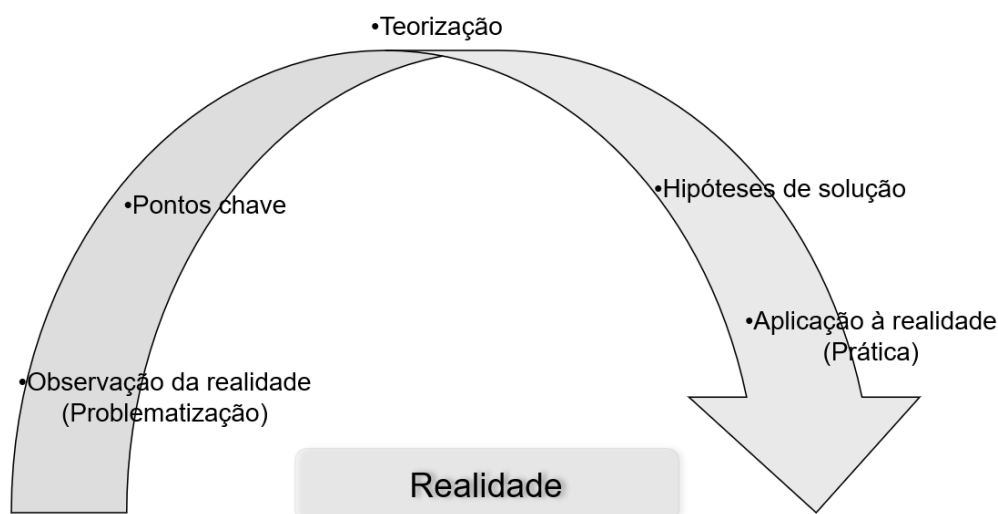 •Teorização
•Pontos chave
•Hipóteses de solução
•Aplicação à realidade
(Prática)
•Observação da realidade
(Problematização)
Realidade